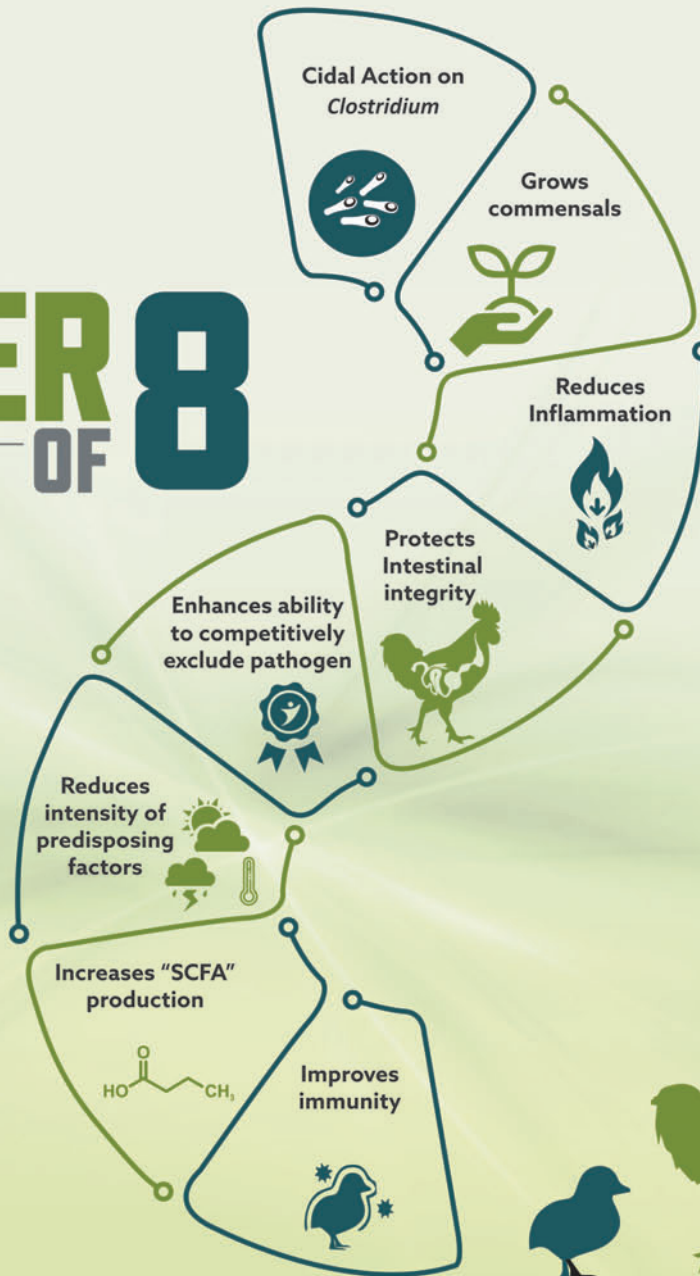 Cidal Action on
Clostridium
Grows
commensals
ER 8
OF
Reduces
Inflammation
Protects
Intestinal
integrity
Enhances ability
to competitively
exclude pathogen
Reduces
intensity of
predisposing
factors
Increases “SCFA”
production
O
HO CH₃
Improves
immunity